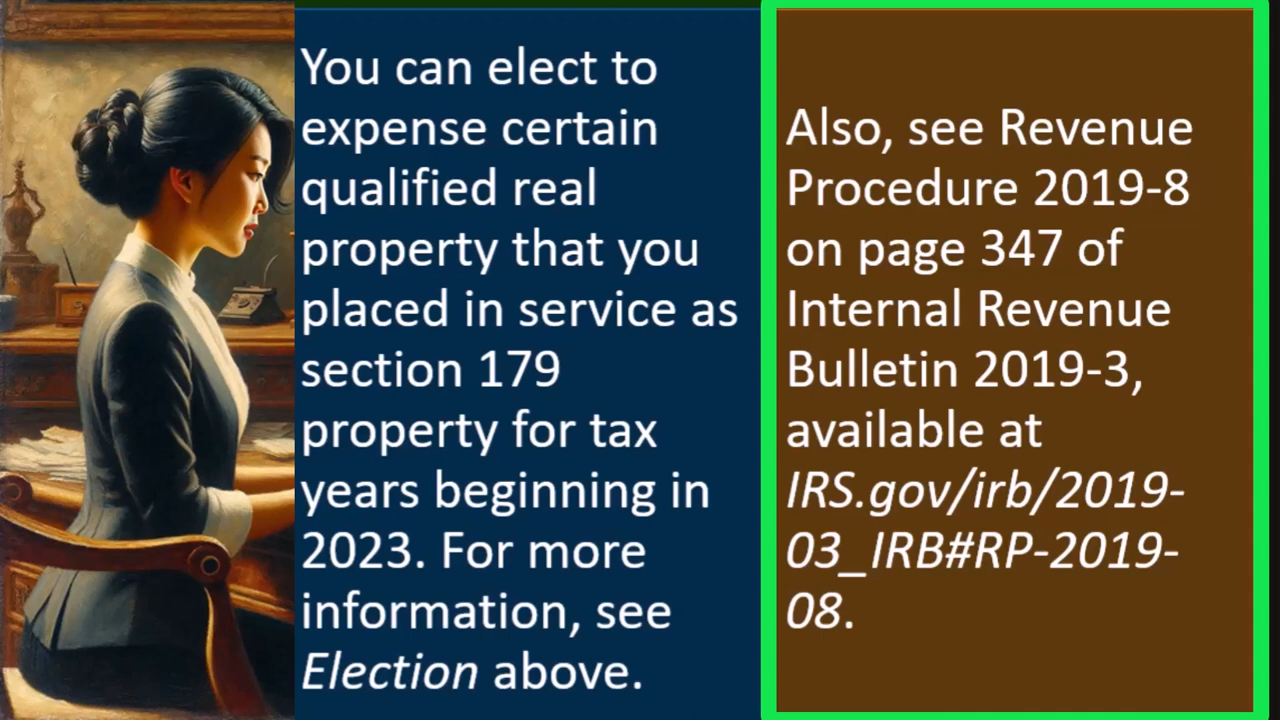 You can elect to
expense certain
qualified real
property that you
placed in service as
section 179
property for tax
years beginning in
2023. For more
information, see
Election above.
Also, see Revenue
Procedure 2019-8
on page 347 of
Internal Revenue
Bulletin 2019-3,
available at
IRS.gov/irb/2019-
03_IRB#RP-2019-
08.